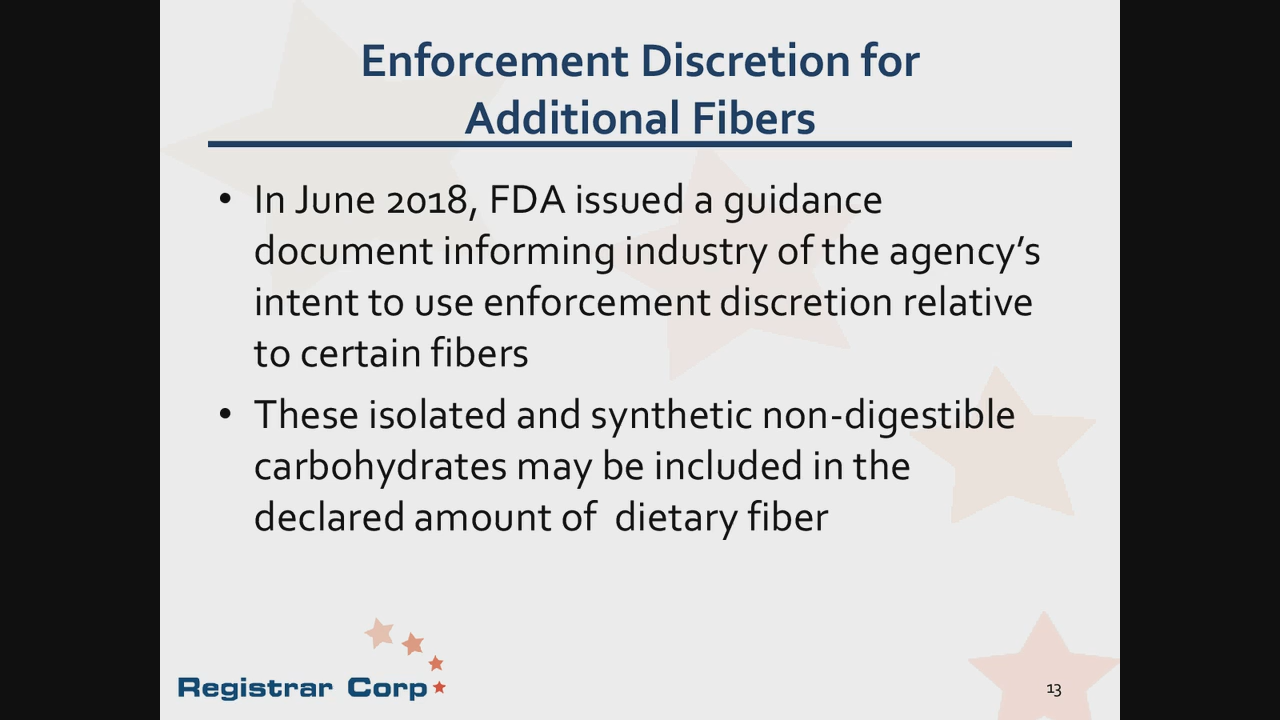 Enforcement Discretion for
Additional Fibers
• In June 2018, FDA issued a guidance
document informing industry of the agency’s
intent to use enforcement discretion relative
to certain fibers
• These isolated and synthetic non-digestible
carbohydrates may be included in the
declared amount of  dietary fiber
Registrar Corp
13